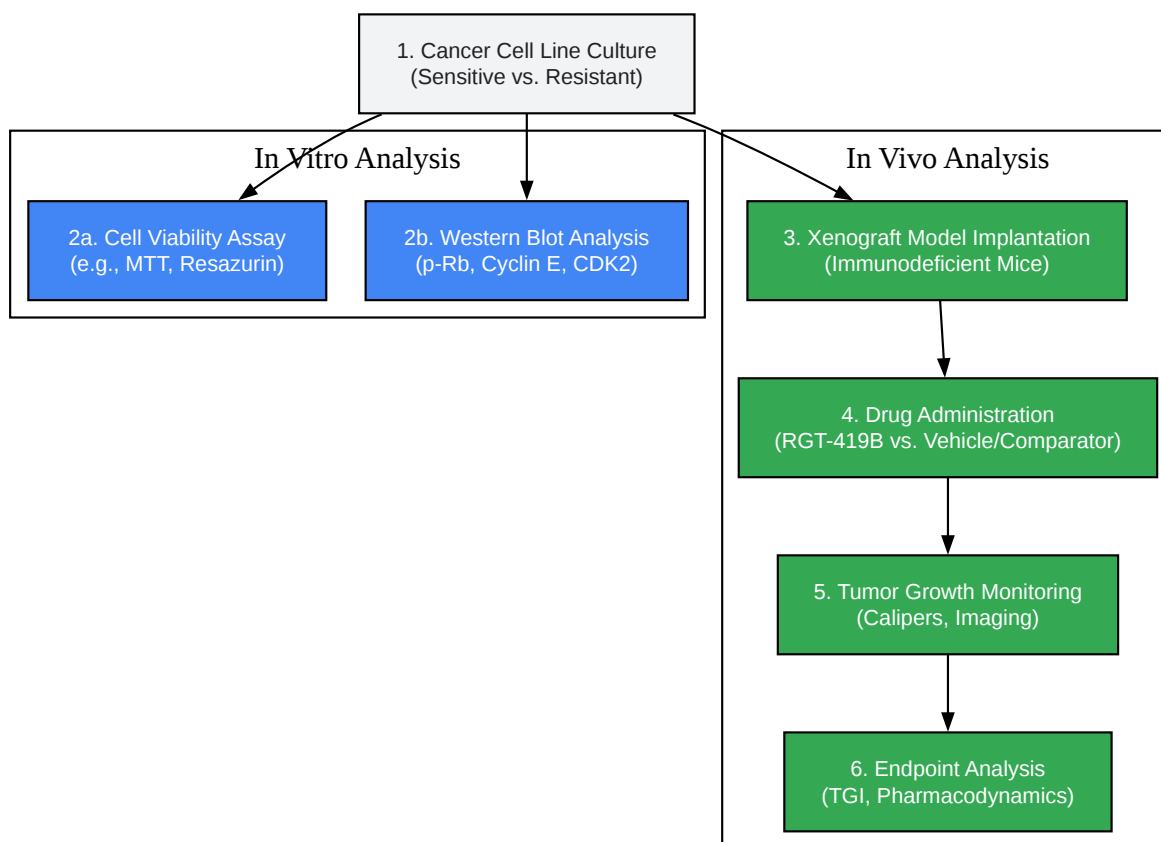 1. Cancer Cell Line Culture
(Sensitive vs. Resistant)
In Vitro Analysis
In Vivo Analysis
2a. Cell Viability Assay
(e.g., MTT, Resazurin)
2b. Western Blot Analysis
(p-Rb, Cyclin E, CDK2)
3. Xenograft Model Implantation
(Immunodeficient Mice)
4. Drug Administration
(RGT-419B vs. Vehicle/Comparator)
5. Tumor Growth Monitoring
(Calipers, Imaging)
6. Endpoint Analysis
(TGI, Pharmacodynamics)